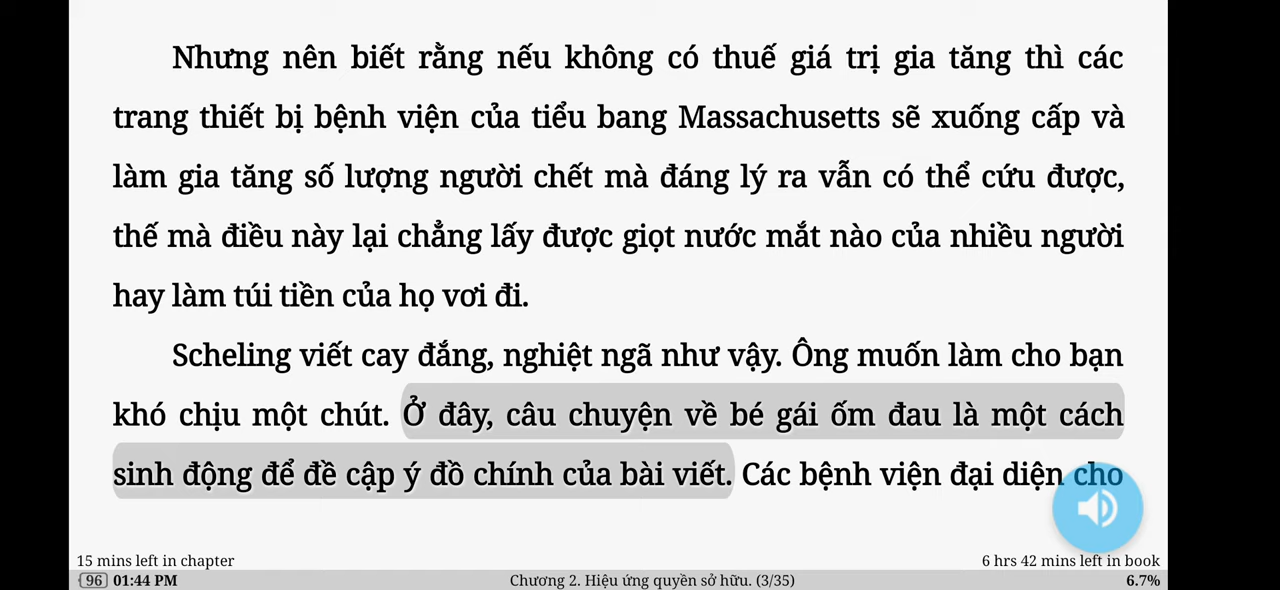 Nhưng nên biết rằng nếu không có thuế giá trị gia tăng thì các
trang thiết bị bệnh viện của tiểu bang Massachusetts sẽ xuống cấp và
làm gia tăng số lượng người chết mà đáng lý ra vẫn có thể cứu được,
thế mà điều này lại chẳng lấy được giọt nước mắt nào của nhiều người
hay làm túi tiền của họ vơi đi.
Scheling viết cay đắng, nghiệt ngã như vậy. Ông muốn làm cho bạn
khó chịu một chút. Ở đây, câu chuyện về bé gái ốm đau là một cách
sinh động để đề cập ý đồ chính của bài viết. Các bệnh viện đại diện cho
15 mins left in chapter
6 hrs 42 mins left in book
96 01:44 PM
Chương 2. Hiệu ứng quyền sở hữu. (3/35)
6.7%